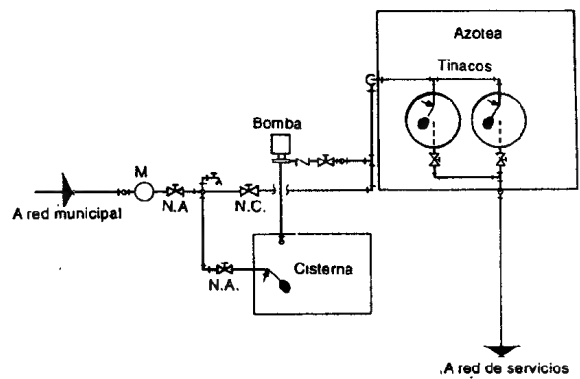 Azotea
Tinacos
Bomba
M
A red municipal
N.A
N.C.
N.A.
Cisterna
A red de servicios